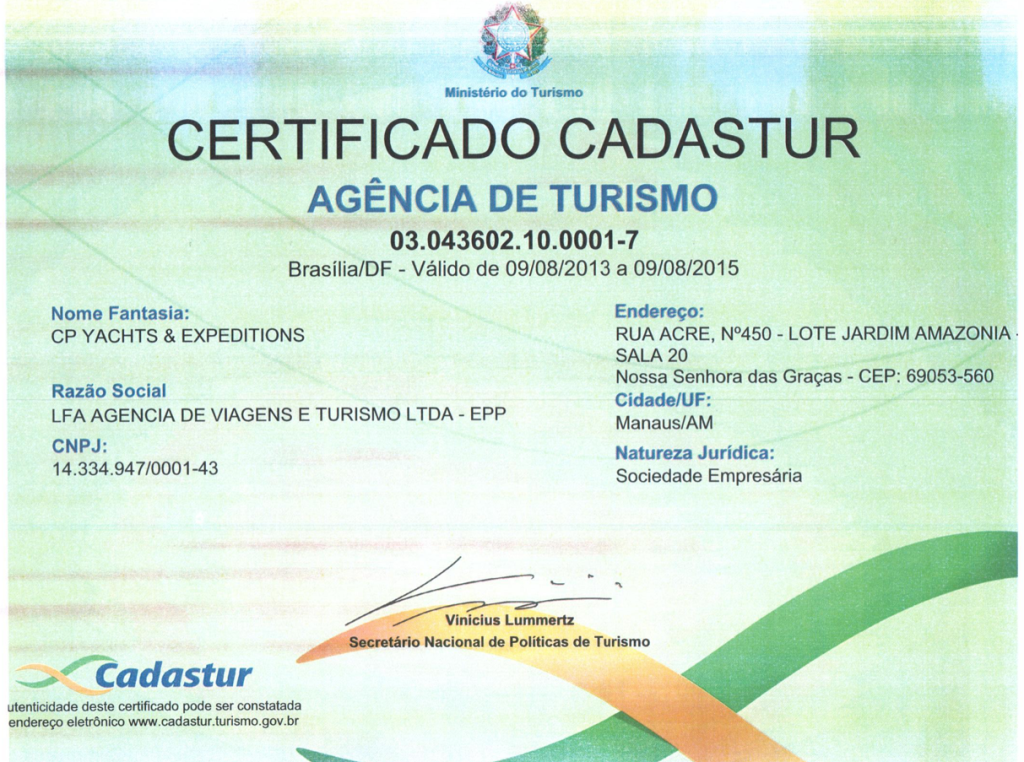 Ministério do Turismo
CERTIFICADO CADASTUR
AGÊNCIA DE TURISMO
03.043602.10.0001-7
Brasília/DF - Válido de 09/08/2013 a 09/08/2015
Nome Fantasia:
CP YACHTS & EXPEDITIONS
Razão Social
LFA AGENCIA DE VIAGENS E TURISMO LTDA - EPP
CNPJ:
14.334.947/0001-43
Endereço:
RUA ACRE, Nº450 - LOTE JARDIM AMAZONIA -
SALA 20
Nossa Senhora das Graças - CEP: 69053-560
Cidade/UF:
Manaus/AM
Natureza Jurídica:
Sociedade Empresária
Vinicius Lummertz
Secretário Nacional de Políticas de Turismo
Cadastur
utenticidade deste certificado pode ser constatada
endereço eletrônico www.cadastur.turismo.gov.br